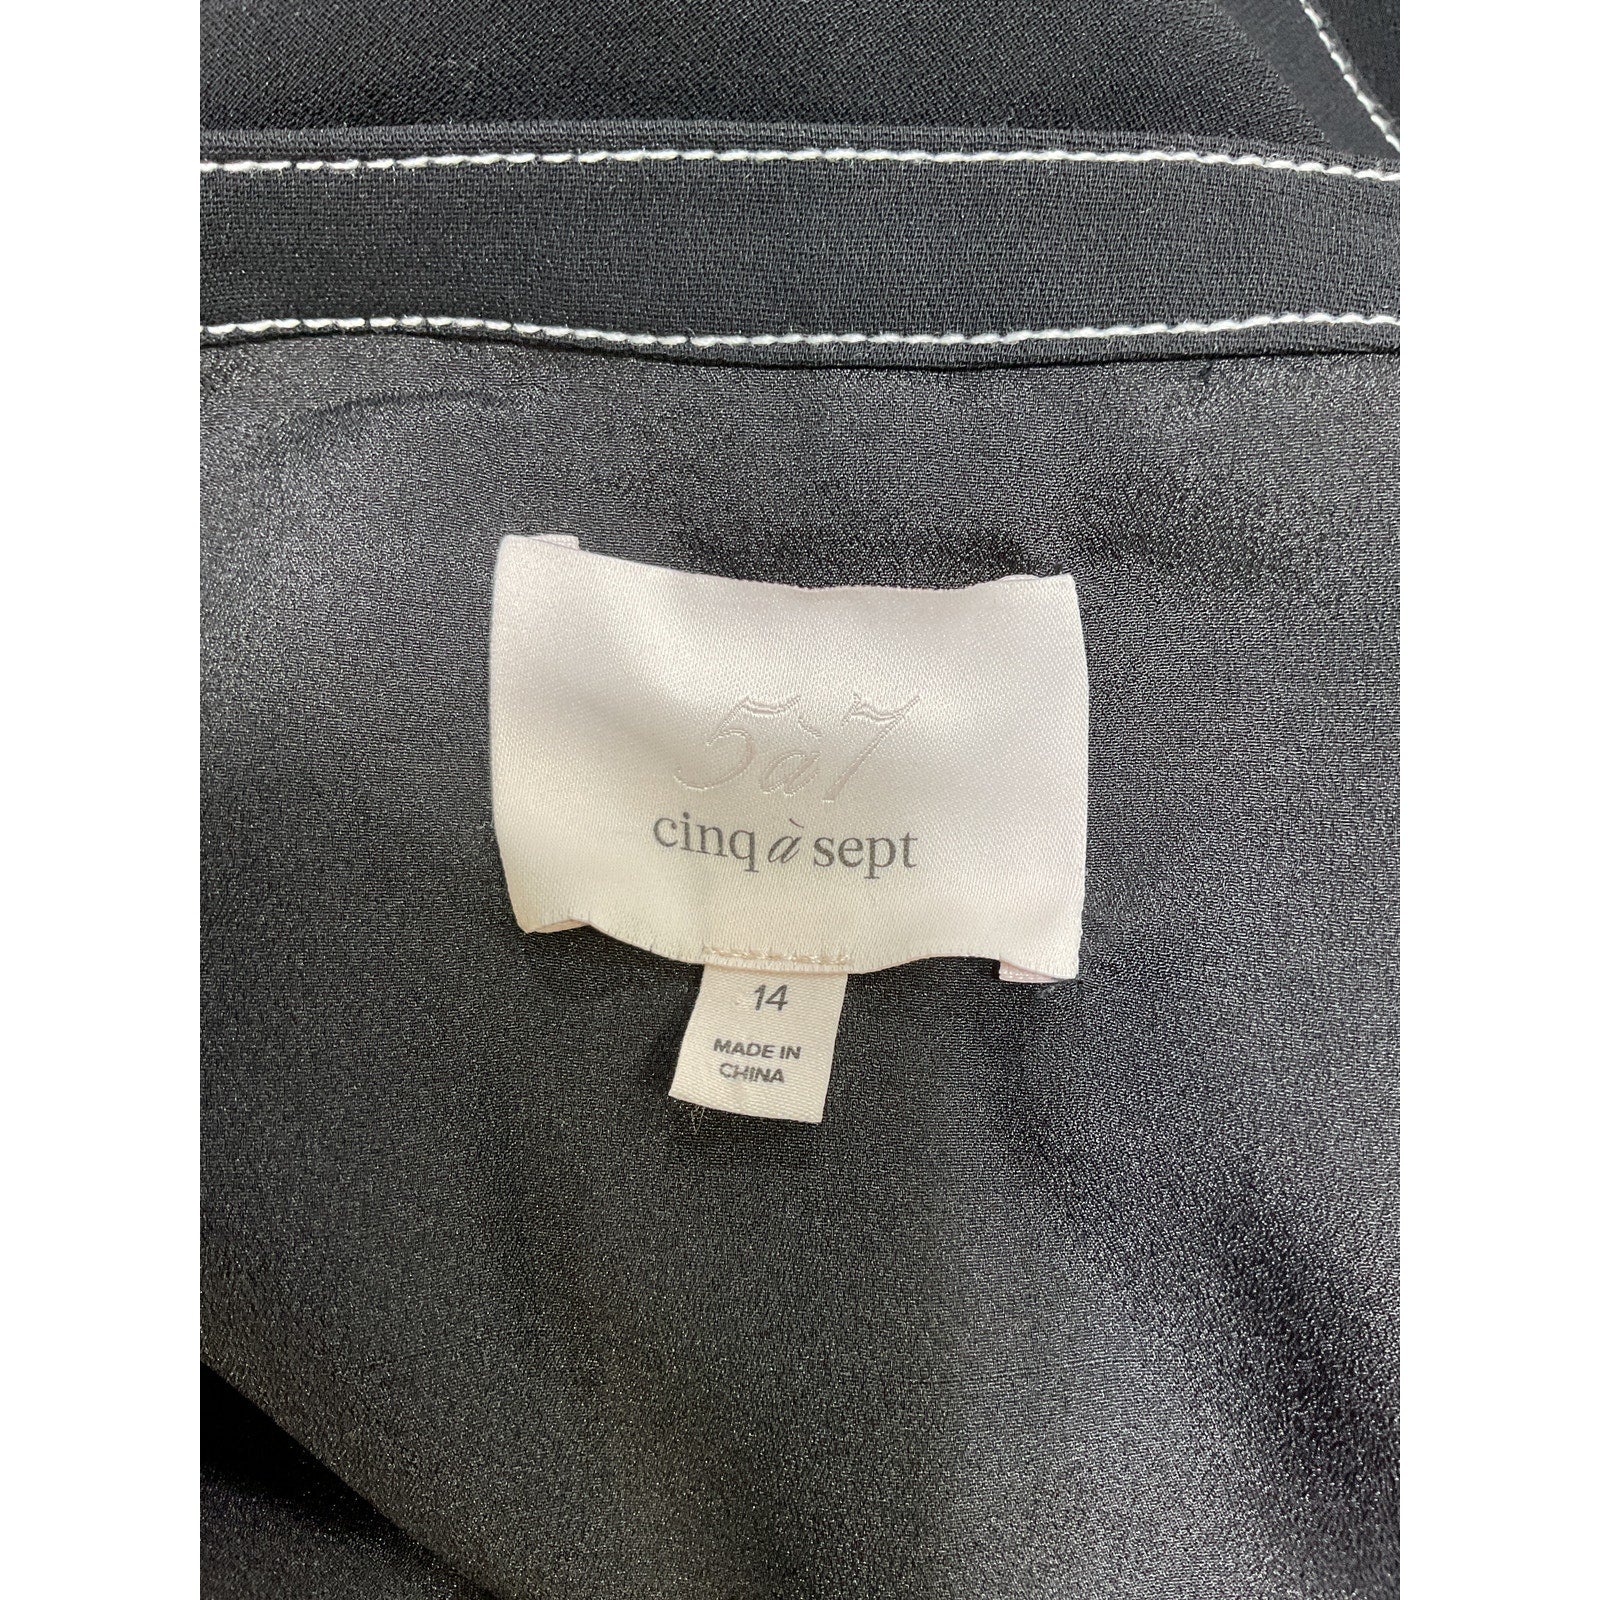 5à7
cinq à sept
14
MADE IN
CHINA